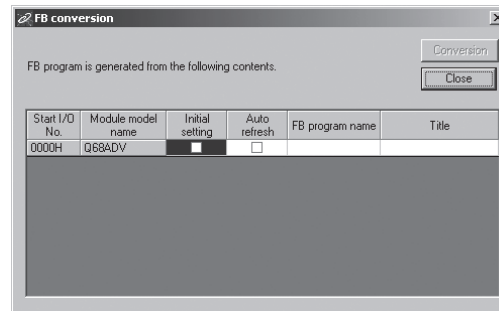 FB conversion
Conversion
FB program is generated from the following contents.
Close
Start I/O No. Module model name Initial setting Auto refresh FB program name Title
0000H Q68ADV